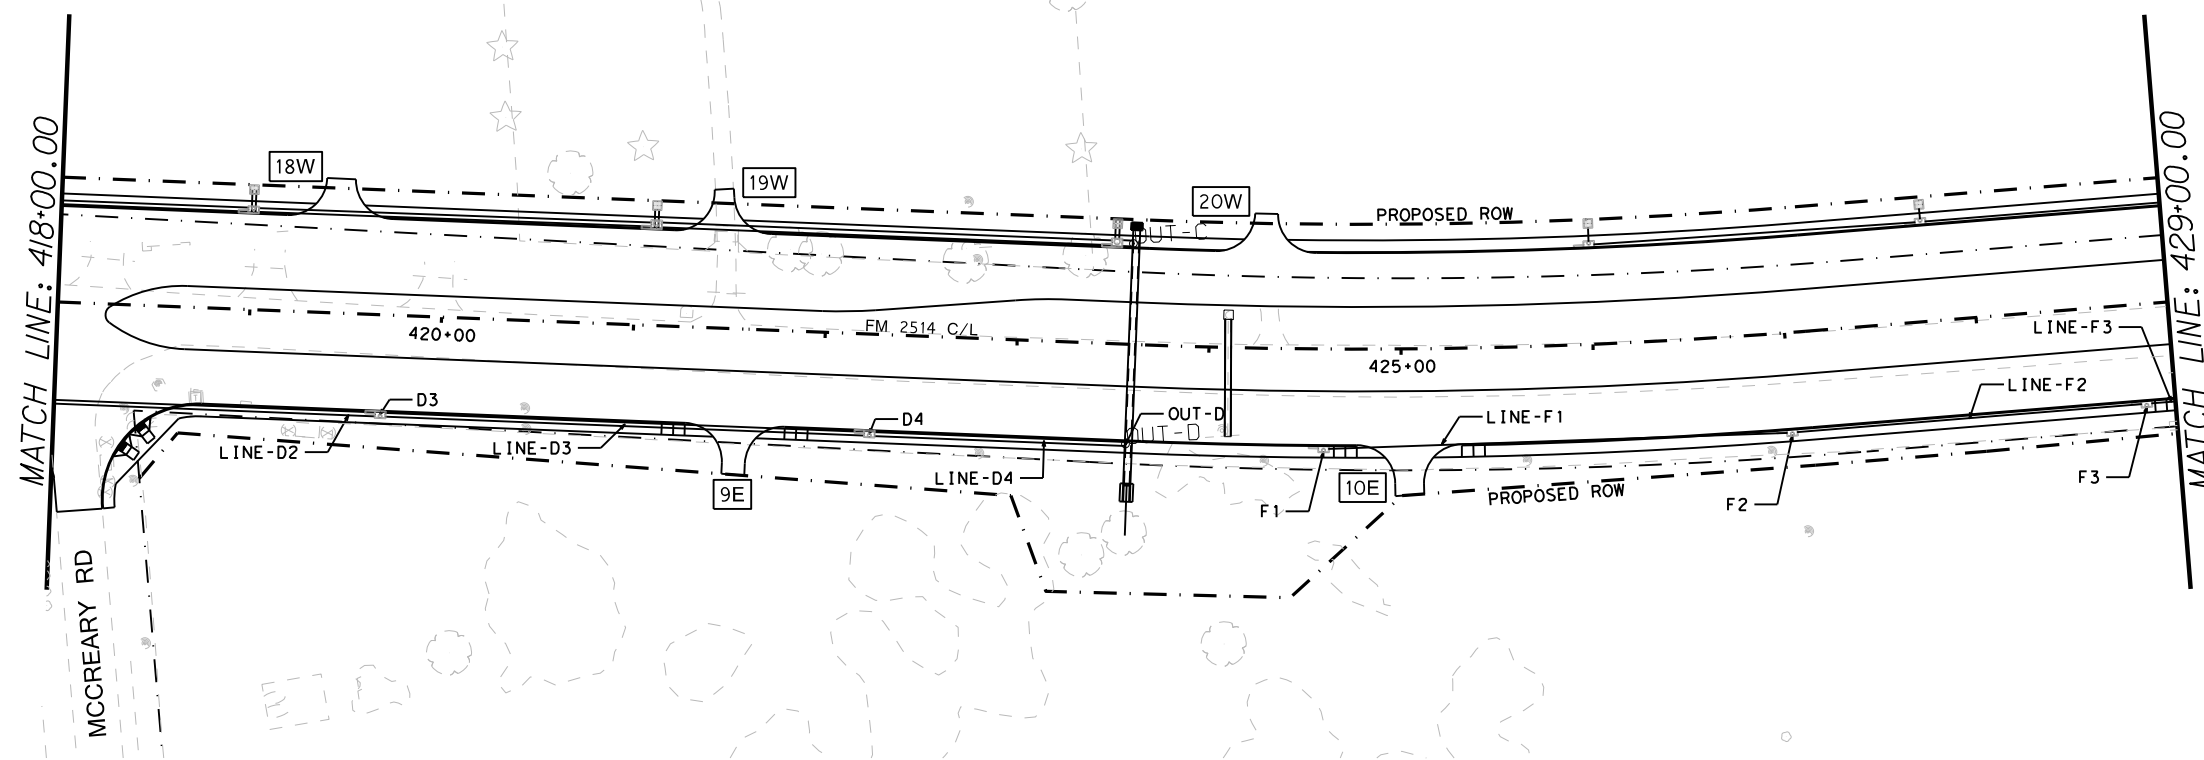 MATCH LINE: 418+00.00
18W
19W
20W
PROPOSED ROW
OUT-C
MATCH LINE: 429+00.00
420+00
FM 2514 C/L
425+00
LINE-F3
LINE-F2
D3
D4
OUT-D
OUT-D
LINE-F1
LINE-D2
LINE-D3
LINE-D4
9E
10E
F1
PROPOSED ROW
F2
F3
MCCREARY RD